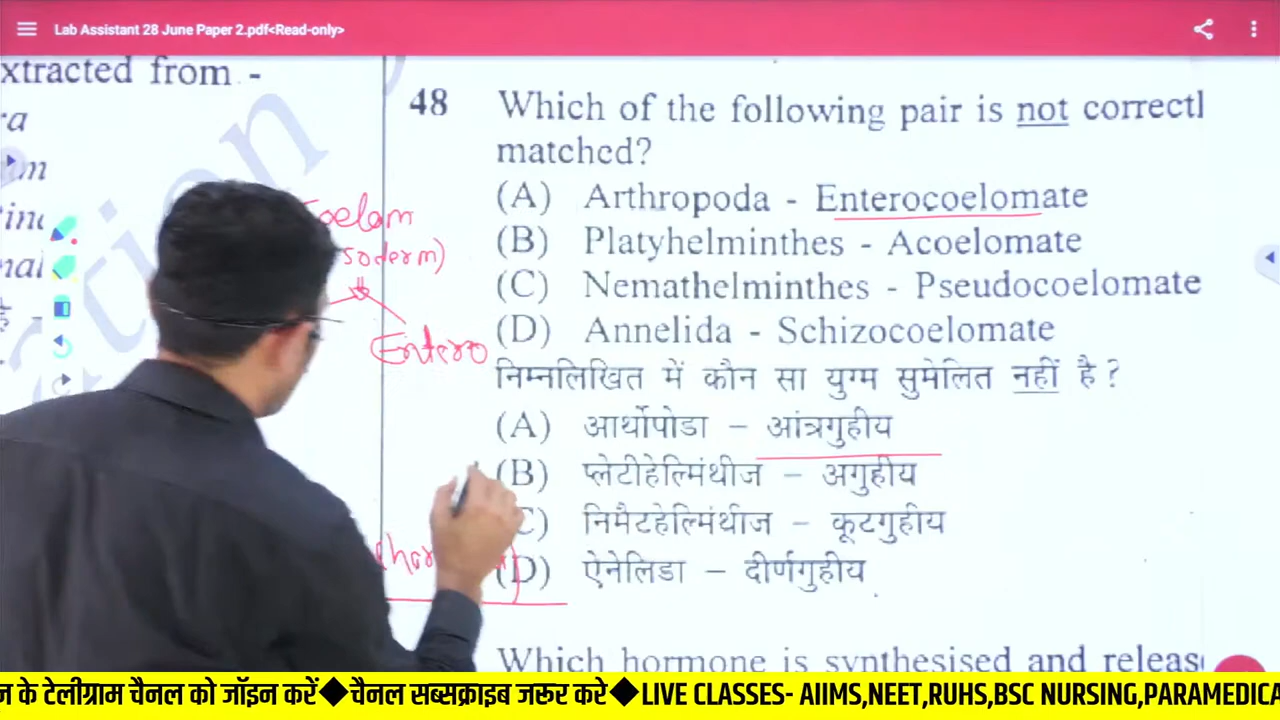 Lab Assistant 28 June Paper 2.pdf<Read-only>
xtracted from -
48 Which of the following pair is not correctl
matched?
(A) Arthropoda - Enterocoelomate
(B) Platyhelminthes - Acoelomate
(C) Nemathelminthes - Pseudocoelomate
(D) Annelida - Schizocoelomate
निम्नलिखित में कौन सा युग्म सुमेलित नहीं है ?
(A) आर्थोपोडा – आंत्रगुहीय
(B) प्लेटीहेल्मिंथीज – अगुहीय
C) निमैटहेल्मिंथीज – कूटगुहीय
(D) ऐनेलिडा – दीर्णगुहीय
Which hormone is synthesised and releas
oelom
soderm)
Entero
न के टेलीग्राम चैनल को जॉइन करें◆चैनल सब्सक्राइब जरूर करे◆LIVE CLASSES- AIIMS,NEET,RUHS,BSC NURSING,PARAMEDICA